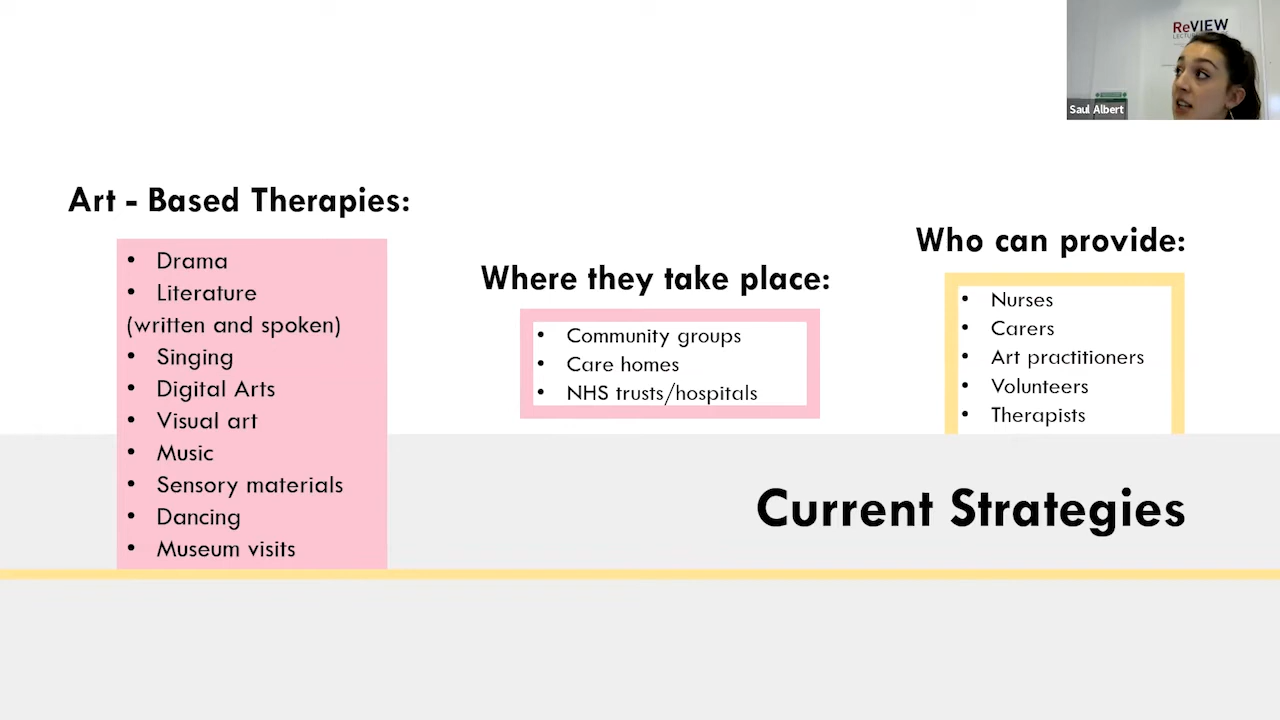 ReVIEW
Saul Albert
Art - Based Therapies:
• Drama
• Literature
(written and spoken)
• Singing
• Digital Arts
• Visual art
• Music
• Sensory materials
• Dancing
• Museum visits
Where they take place:
• Community groups
• Care homes
• NHS trusts/hospitals
Who can provide:
• Nurses
• Carers
• Art practitioners
• Volunteers
• Therapists
Current Strategies